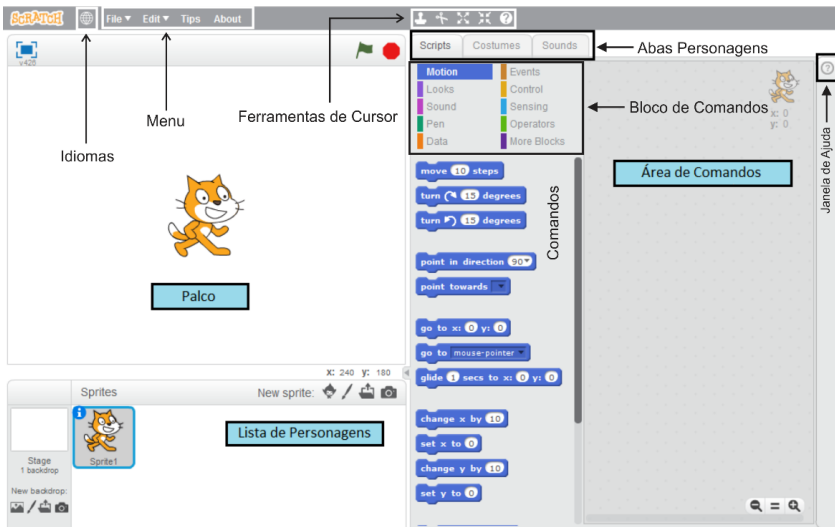 SCRATCH File ▼ Edit ▼ Tips About
v426
Idiomas
Menu
Ferramentas de Cursor
Palco
X: 240 y: 180
Sprites New sprite:
Stage
1 backdrop
New backdrop:
Sprite1
Lista de Personagens
Scripts Costumes Sounds
Abas Personagens
Motion Events
Looks Control
Sound Sensing
Pen Operators
Data More Blocks
Bloco de Comandos
move 10 steps
turn 15 degrees
turn 15 degrees
point in direction 90▼
point towards
go to x: 0 y: 0
go to mouse-pointer
glide 1 secs to x: 0 y: 0
change x by 10
set x to 0
change y by 10
set y to 0
Comandos
x: 0
y: 0
Área de Comandos
Janela de Ajuda